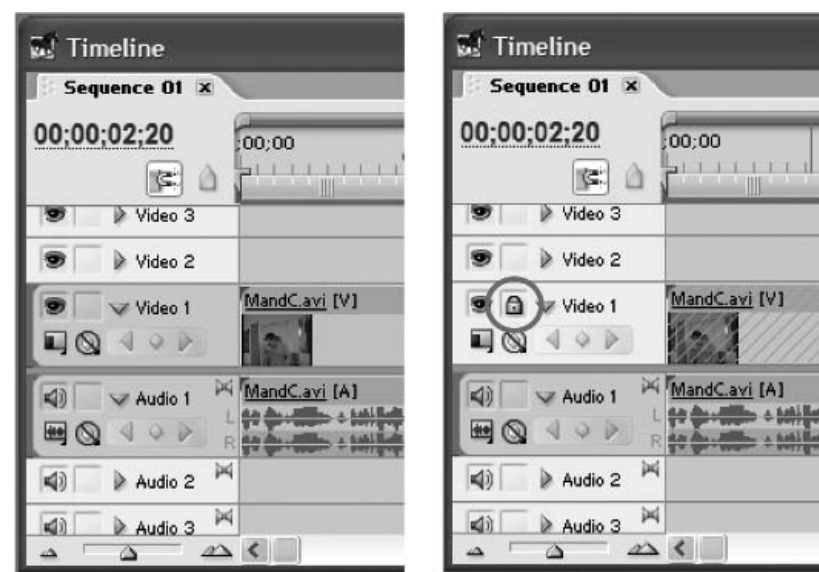 Timeline
Sequence 01
00;00;02;20
;00;00
Video 3
Video 2
Video 1
MandC.avi [V]
Audio 1
MandC.avi [A]
L
R
Audio 2
Audio 3
Timeline
Sequence 01
00;00;02;20
;00;00
Video 3
Video 2
Video 1
MandC.avi [V]
Audio 1
MandC.avi [A]
L
R
Audio 2
Audio 3